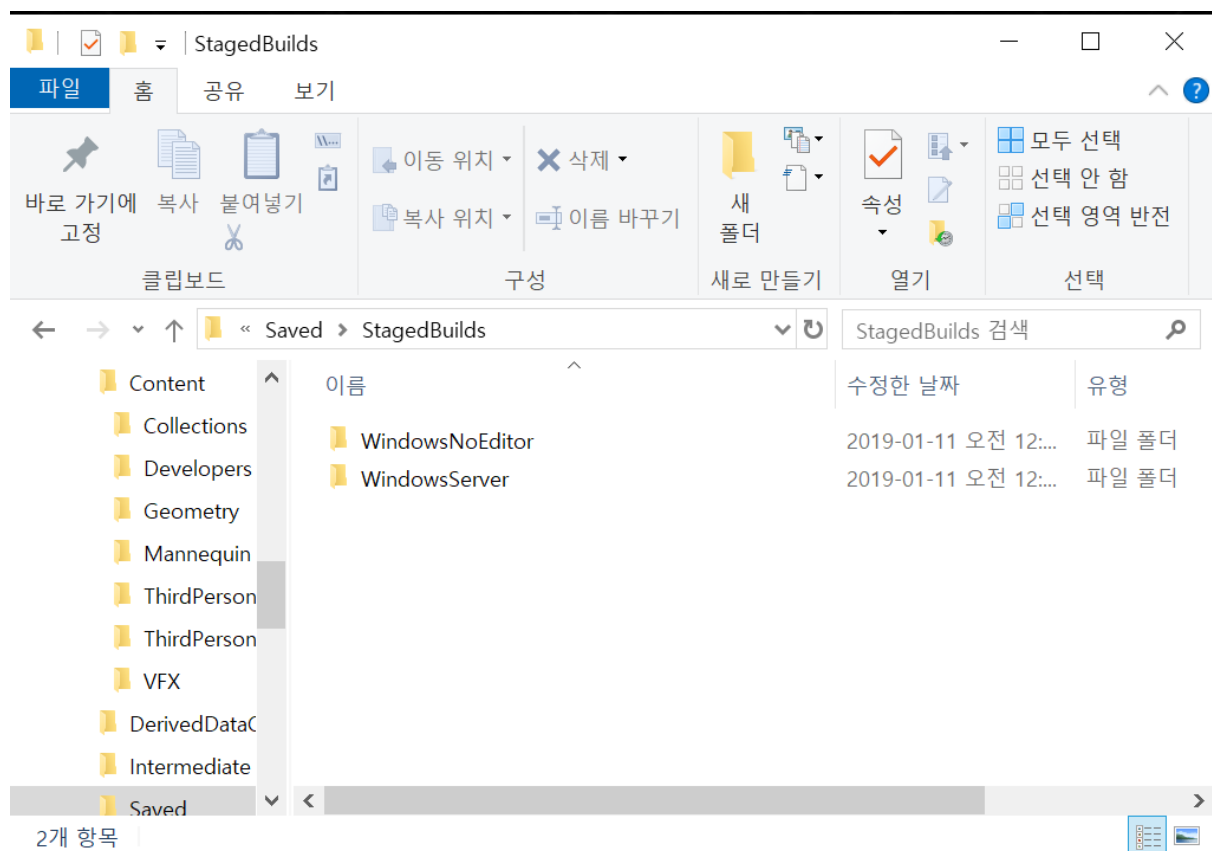 StagedBuilds
파일 홈 공유 보기
바로 가기에 고정
복사
붙여넣기
이동 위치
복사 위치
삭제
이름 바꾸기
새 폴더
속성
모두 선택
선택 안 함
선택 영역 반전
클립보드 구성 새로 만들기 열기 선택
« Saved > StagedBuilds
StagedBuilds 검색
Content
Collections
Developers
Geometry
Mannequin
ThirdPerson
ThirdPerson
VFX
DerivedDataC
Intermediate
Saved
이름 수정한 날짜 유형
WindowsNoEditor 2019-01-11 오전 12:... 파일 폴더
WindowsServer 2019-01-11 오전 12:... 파일 폴더
2개 항목